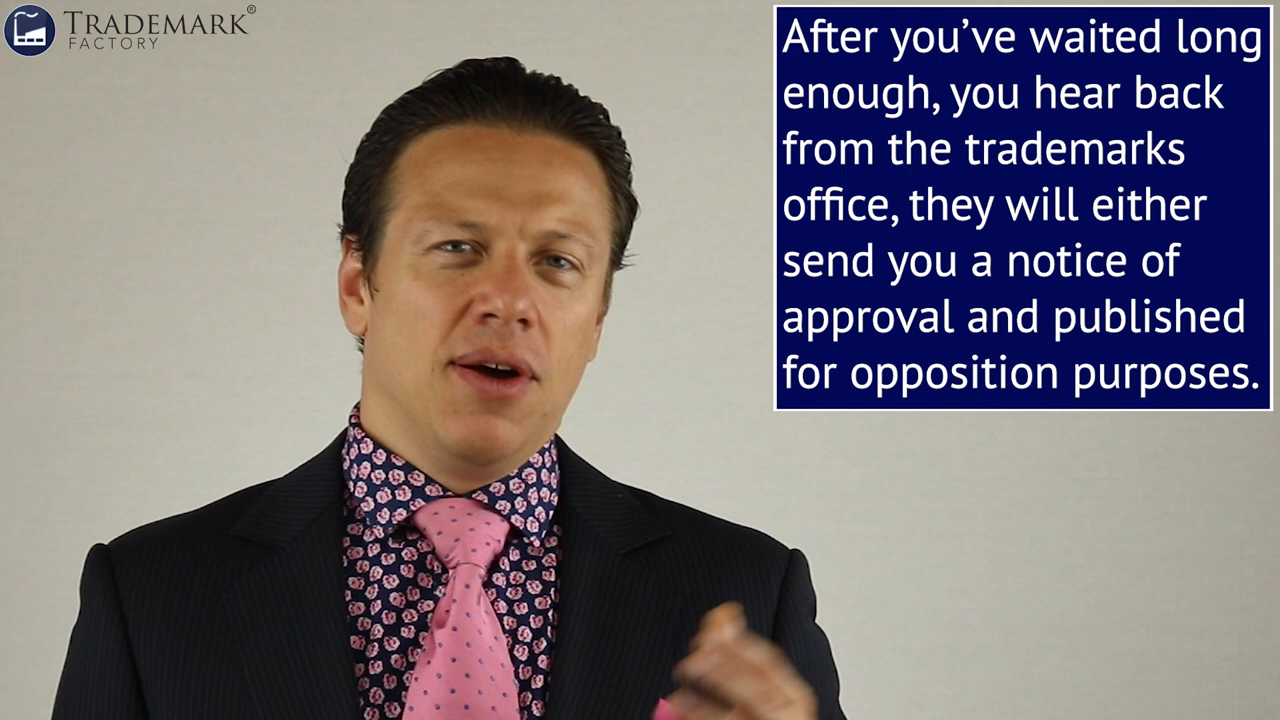 TRADEMARK®
FACTORY
After you’ve waited long
enough, you hear back
from the trademarks
office, they will either
send you a notice of
approval and published
for opposition purposes.